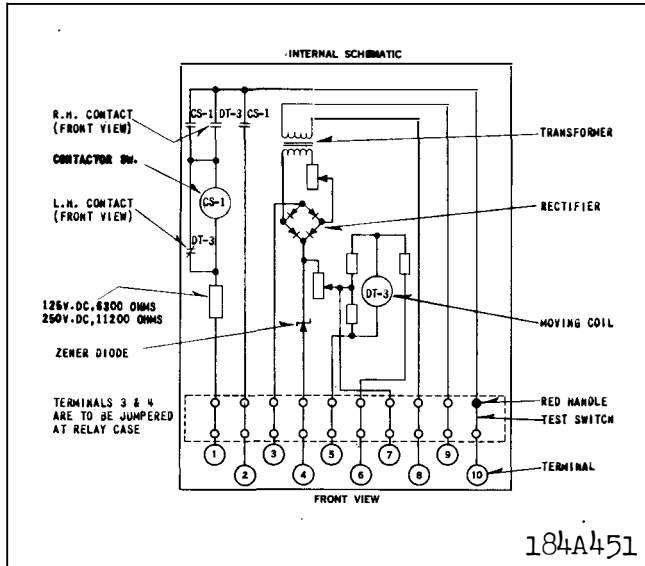 INTERNAL SCHEMATIC
CS-1 DT-3 CS-1
R.H. CONTACT
(FRONT VIEW)
TRANSFORMER
CONTACTOR SW.
CS-1
RECTIFIER
L.H. CONTACT
(FRONT VIEW)
DT-3
DT-3
125V.DC,6300 OHMS
250V.DC,11200 OHMS
MOVING COIL
ZENER DIODE
TERMINALS 3 & 4
ARE TO BE JUMPERED
AT RELAY CASE
RED HANDLE
TEST SWITCH
1 2 3 4 5 6 7 8 9 10
TERMINAL
FRONT VIEW
184A451